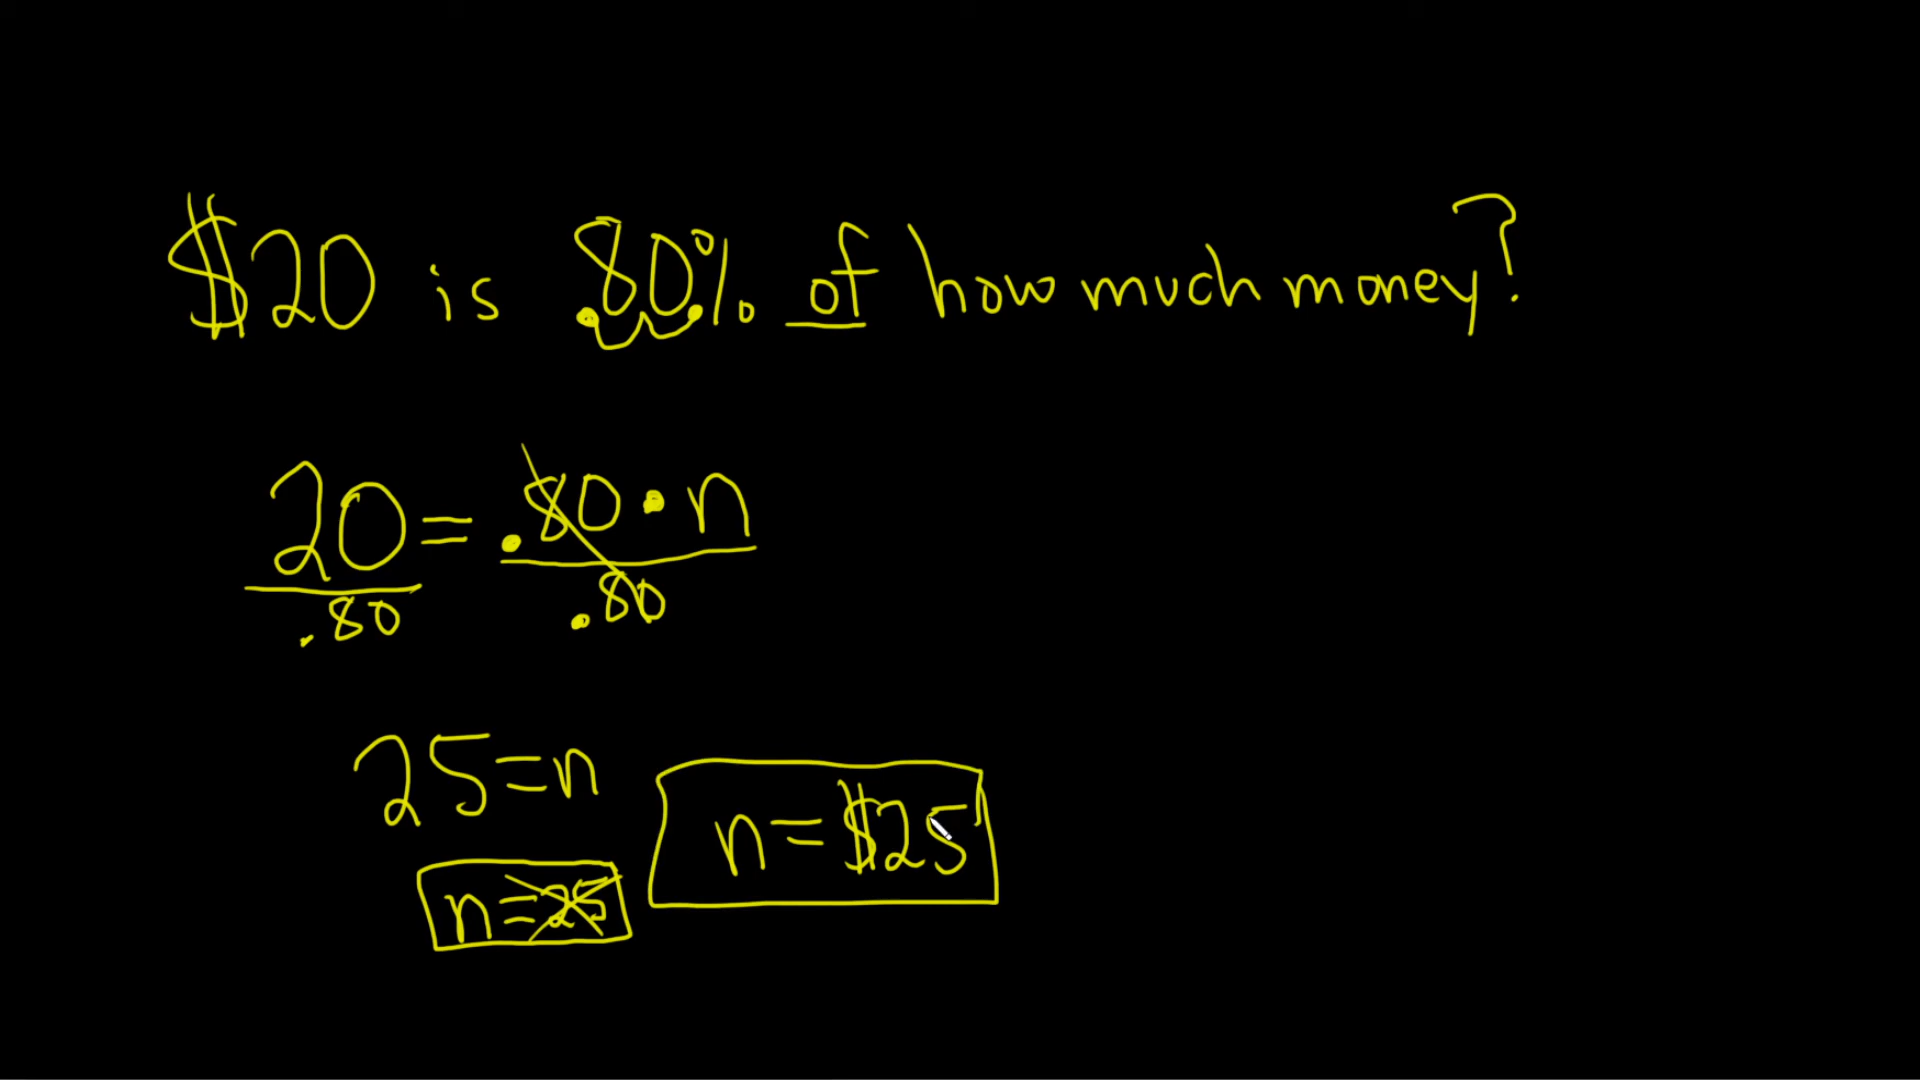 $20 is .80.% of how much money?
20 = .80 • n
.80 .80
25=n
n=$25
n=25